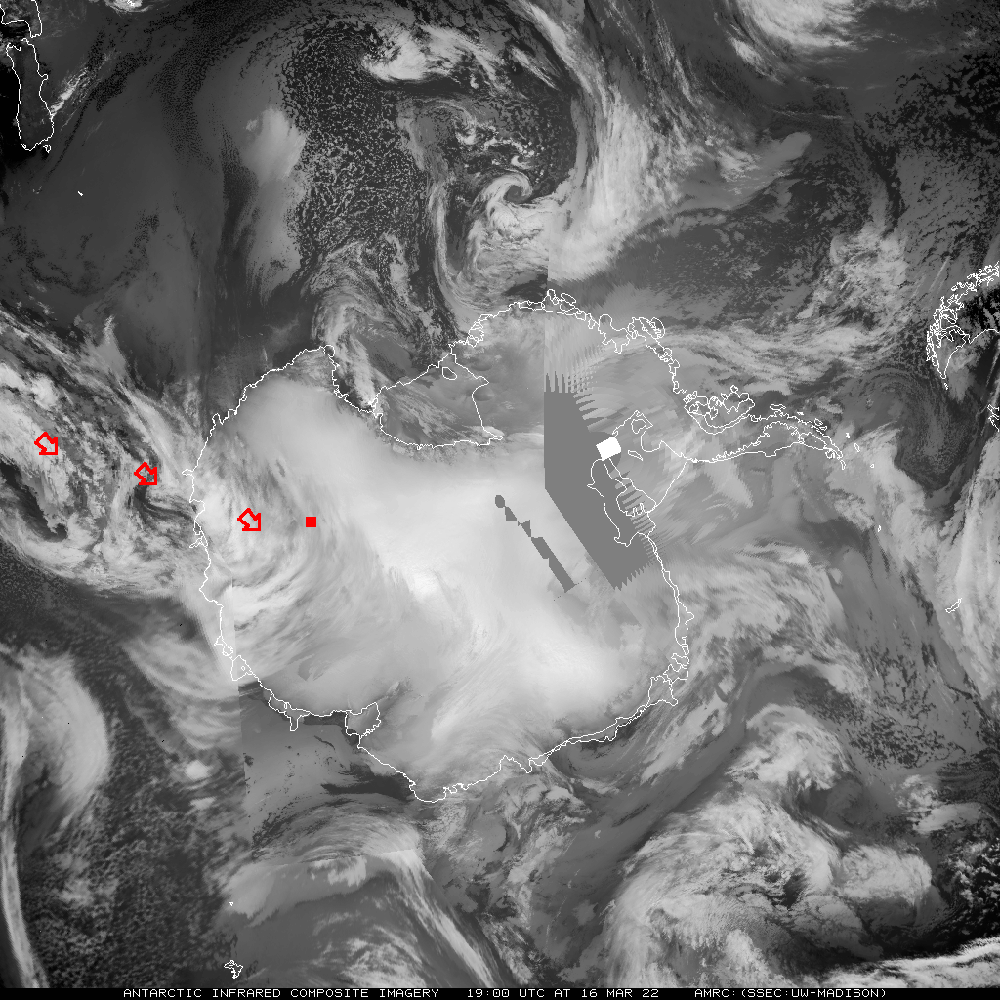 ANTARCTIC INFRARED COMPOSITE IMAGERY 19:00 UTC AT 16 MAR 22 AMRC:(SSEC:UW-MADISON)